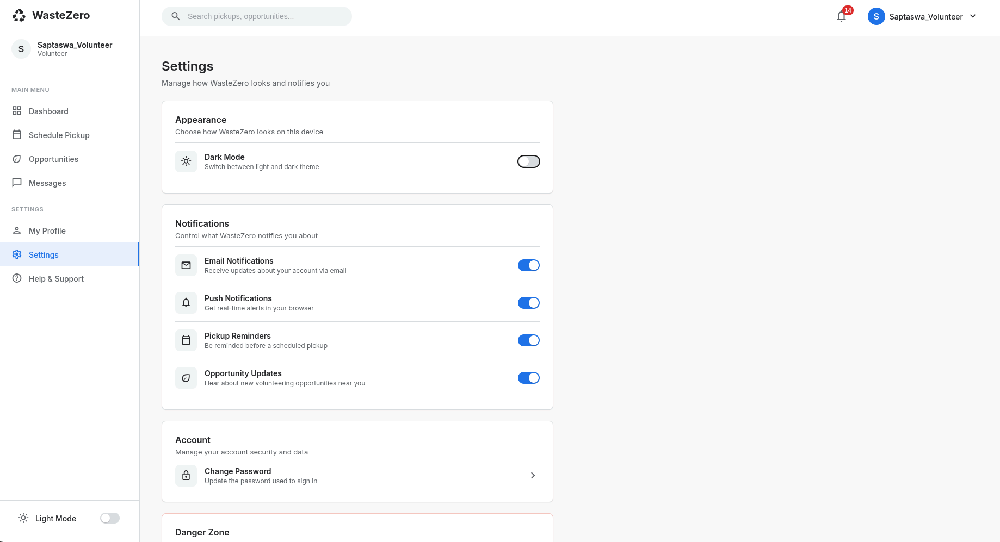 WasteZero
S
Saptaswa_Volunteer
Volunteer
MAIN MENU
Dashboard
Schedule Pickup
Opportunities
Messages
SETTINGS
My Profile
Settings
Help & Support
Light Mode
Search pickups, opportunities...
14
S
Saptaswa_Volunteer
Settings
Manage how WasteZero looks and notifies you
Appearance
Choose how WasteZero looks on this device
Dark Mode
Switch between light and dark theme
Notifications
Control what WasteZero notifies you about
Email Notifications
Receive updates about your account via email
Push Notifications
Get real-time alerts in your browser
Pickup Reminders
Be reminded before a scheduled pickup
Opportunity Updates
Hear about new volunteering opportunities near you
Account
Manage your account security and data
Change Password
Update the password used to sign in
Danger Zone